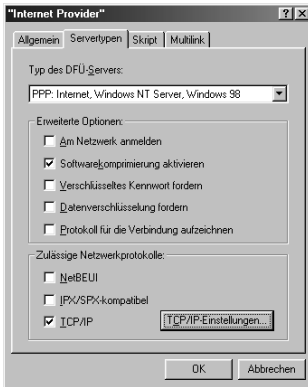 "Internet Provider"
Allgemein Servertypen Skript Multilink
Typ des DFÜ-Servers:
PPP: Internet, Windows NT Server, Windows 98
Erweiterte Optionen:
Am Netzwerk anmelden
Softwarekomprimierung aktivieren
Verschlüsseltes Kennwort fordern
Datenverschlüsselung fordern
Protokoll für die Verbindung aufzeichnen
Zulässige Netzwerkprotokolle:
NetBEUI
IPX/SPX-kompatibel
TCP/IP TCP/IP-Einstellungen...
OK Abbrechen